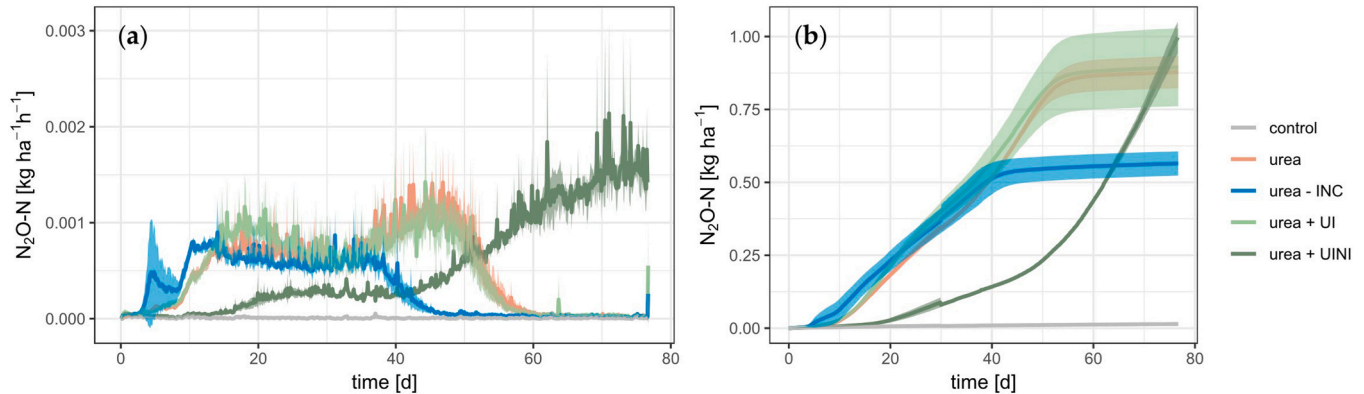 (a)
N₂O-N [kg ha⁻¹h⁻¹]
0.003
0.002
0.001
0.000
0 20 40 60 80
time [d]
(b)
N₂O-N [kg ha⁻¹]
1.00
0.75
0.50
0.25
0.00
0 20 40 60 80
time [d]
control
urea
urea - INC
urea + UI
urea + UINI